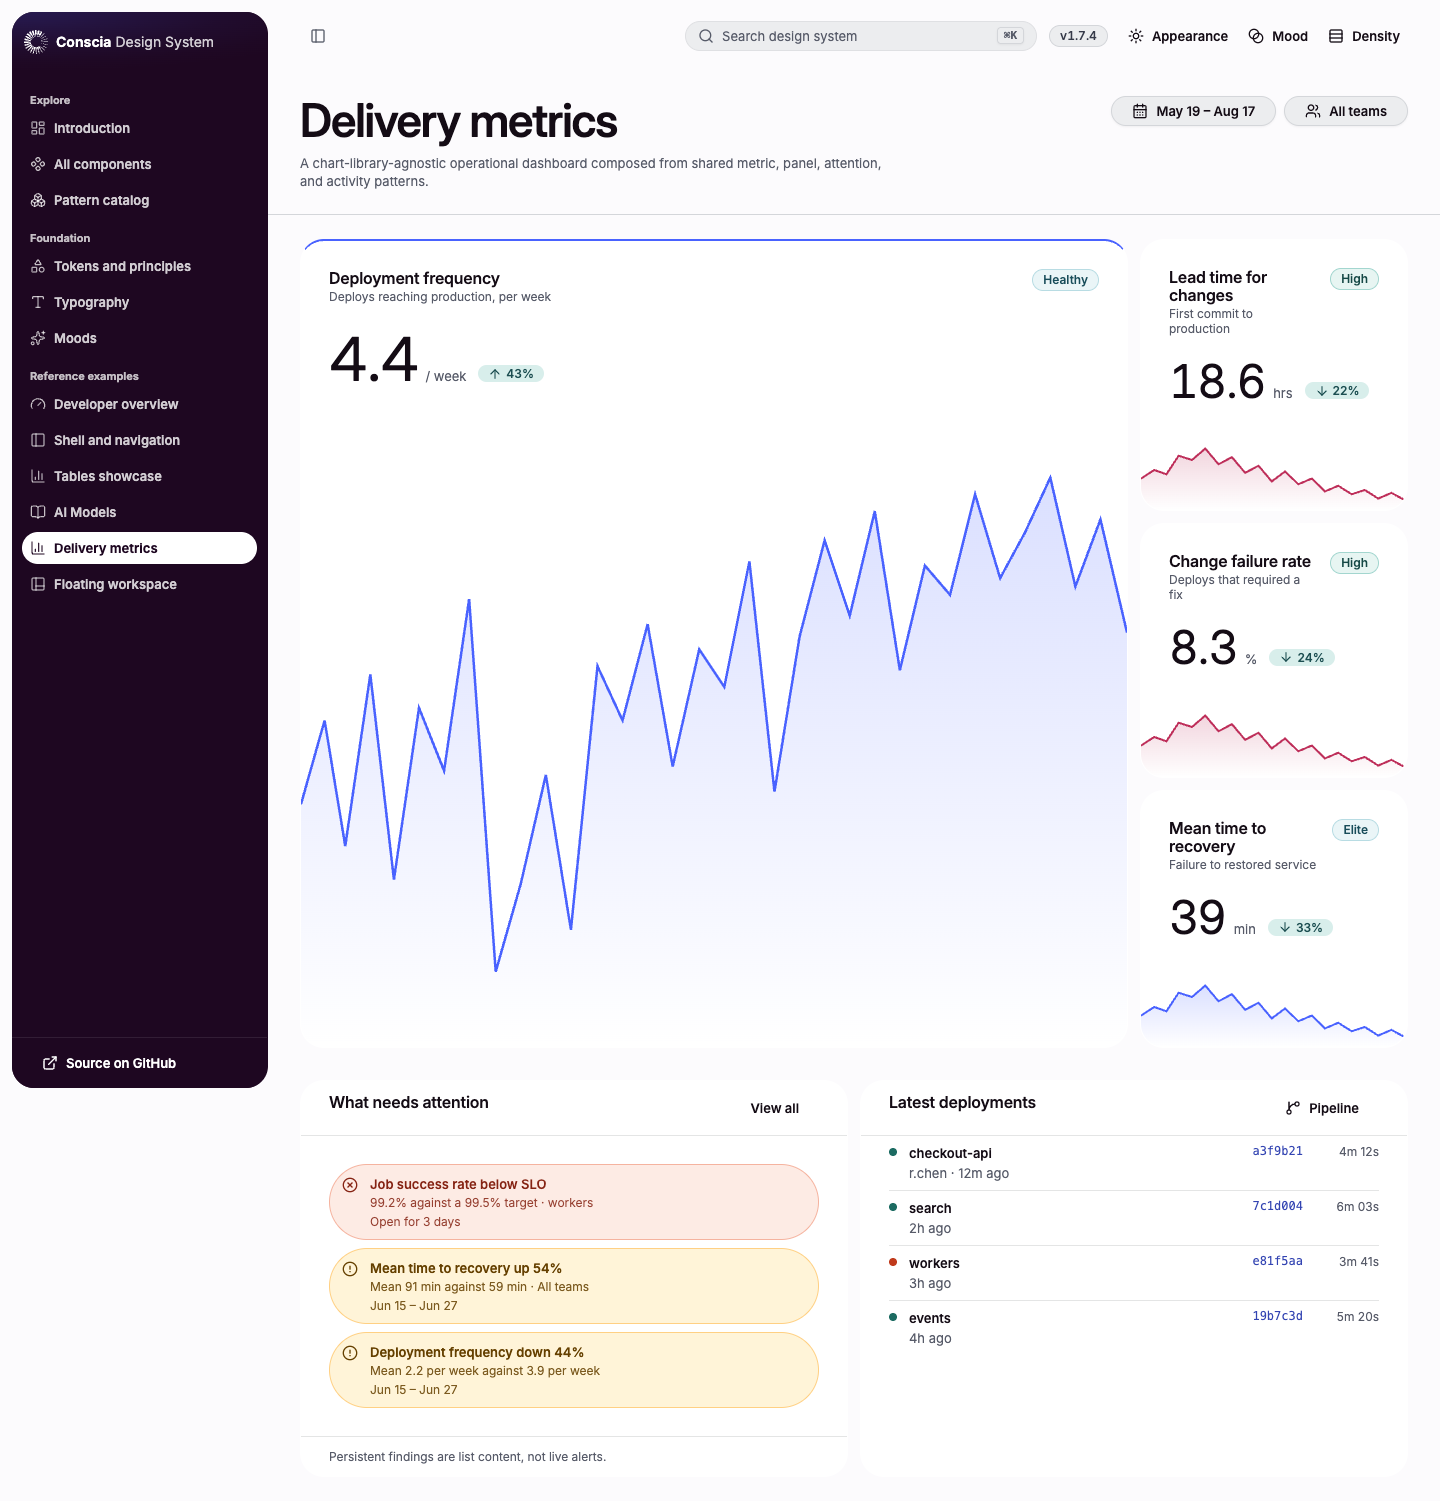 Conscia Design System
Explore
Introduction
All components
Pattern catalog
Foundation
Tokens and principles
Typography
Moods
Reference examples
Developer overview
Shell and navigation
Tables showcase
AI Models
Delivery metrics
Floating workspace
Source on GitHub
Search design system
⌘K
v1.7.4
Appearance
Mood
Density
Delivery metrics
A chart-library-agnostic operational dashboard composed from shared metric, panel, attention,
and activity patterns.
May 19 – Aug 17
All teams
Deployment frequency
Deploys reaching production, per week
Healthy
4.4 / week ↑ 43%
Lead time for
changes
High
First commit to
production
18.6 hrs ↓ 22%
Change failure rate
High
Deploys that required a
fix
8.3 % ↓ 24%
Mean time to
recovery
Elite
Failure to restored service
39 min ↓ 33%
What needs attention
View all
Job success rate below SLO
99.2% against a 99.5% target · workers
Open for 3 days
Mean time to recovery up 54%
Mean 91 min against 59 min · All teams
Jun 15 – Jun 27
Deployment frequency down 44%
Mean 2.2 per week against 3.9 per week
Jun 15 – Jun 27
Persistent findings are list content, not live alerts.
Latest deployments
Pipeline
checkout-api a3f9b21 4m 12s
r.chen · 12m ago
search 7c1d004 6m 03s
2h ago
workers e81f5aa 3m 41s
3h ago
events 19b7c3d 5m 20s
4h ago